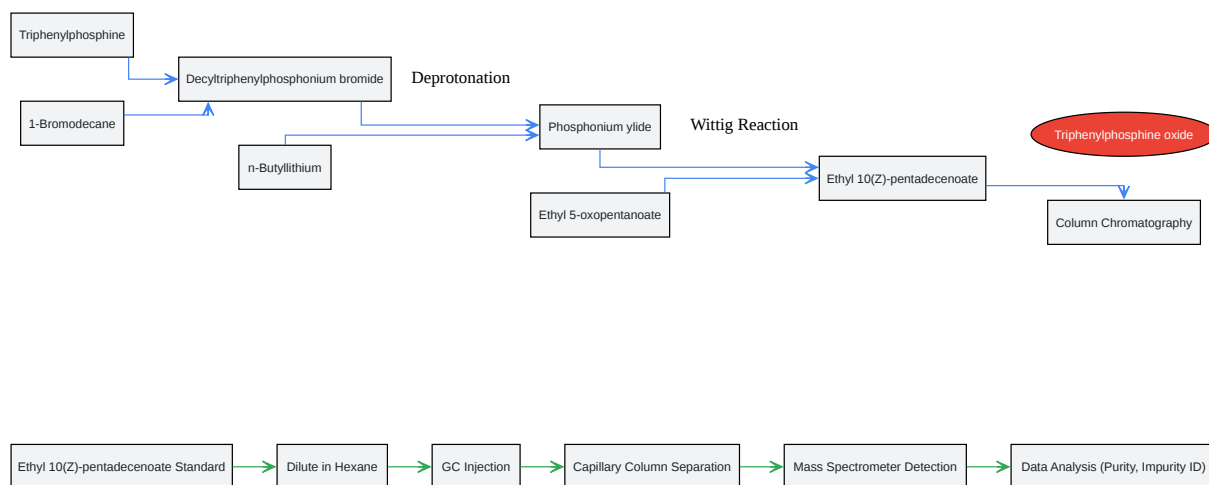 Triphenylphosphine
Decyltriphenylphosphonium bromide
Deprotonation
1-Bromodecane
Phosphonium ylide
Wittig Reaction
Triphenylphosphine oxide
n-Butyllithium
Ethyl 10(Z)-pentadecenoate
Ethyl 5-oxopentanoate
Column Chromatography
Ethyl 10(Z)-pentadecenoate Standard
Dilute in Hexane
GC Injection
Capillary Column Separation
Mass Spectrometer Detection
Data Analysis (Purity, Impurity ID)